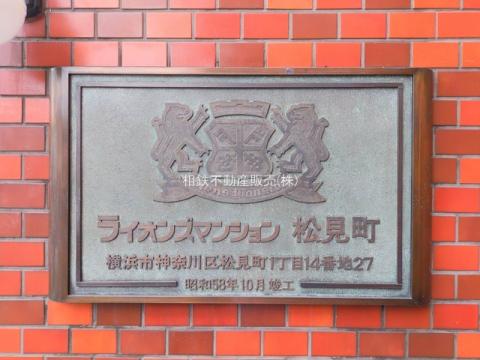 相鉄不動産販売(株)
ライオンズマンション 松見町
横浜市神奈川区松見町1丁目14番地27
昭和58年10月竣工